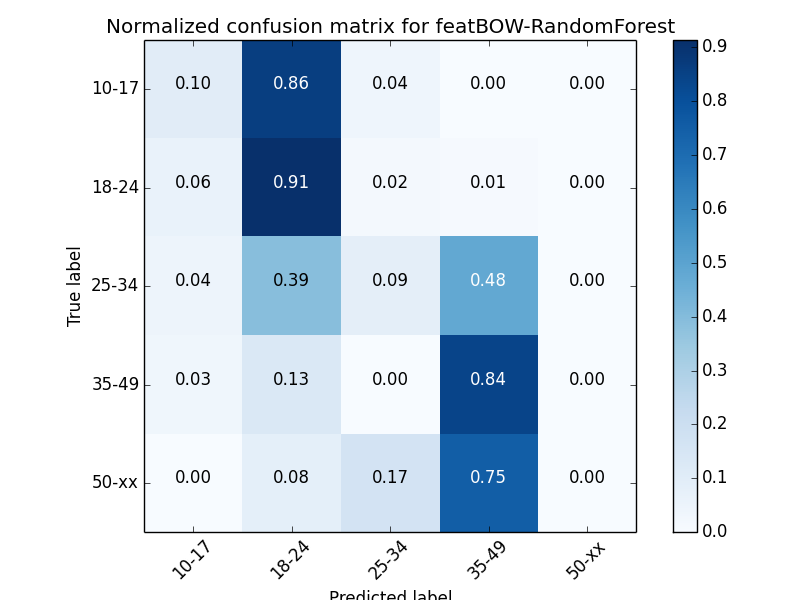 Normalized confusion matrix for featBOW-RandomForest
True label
10-17 0.10 0.86 0.04 0.00 0.00
18-24 0.06 0.91 0.02 0.01 0.00
25-34 0.04 0.39 0.09 0.48 0.00
35-49 0.03 0.13 0.00 0.84 0.00
50-xx 0.00 0.08 0.17 0.75 0.00
10-17 18-24 25-34 35-49 50-xx
Predicted label
0.9
0.8
0.7
0.6
0.5
0.4
0.3
0.2
0.1
0.0